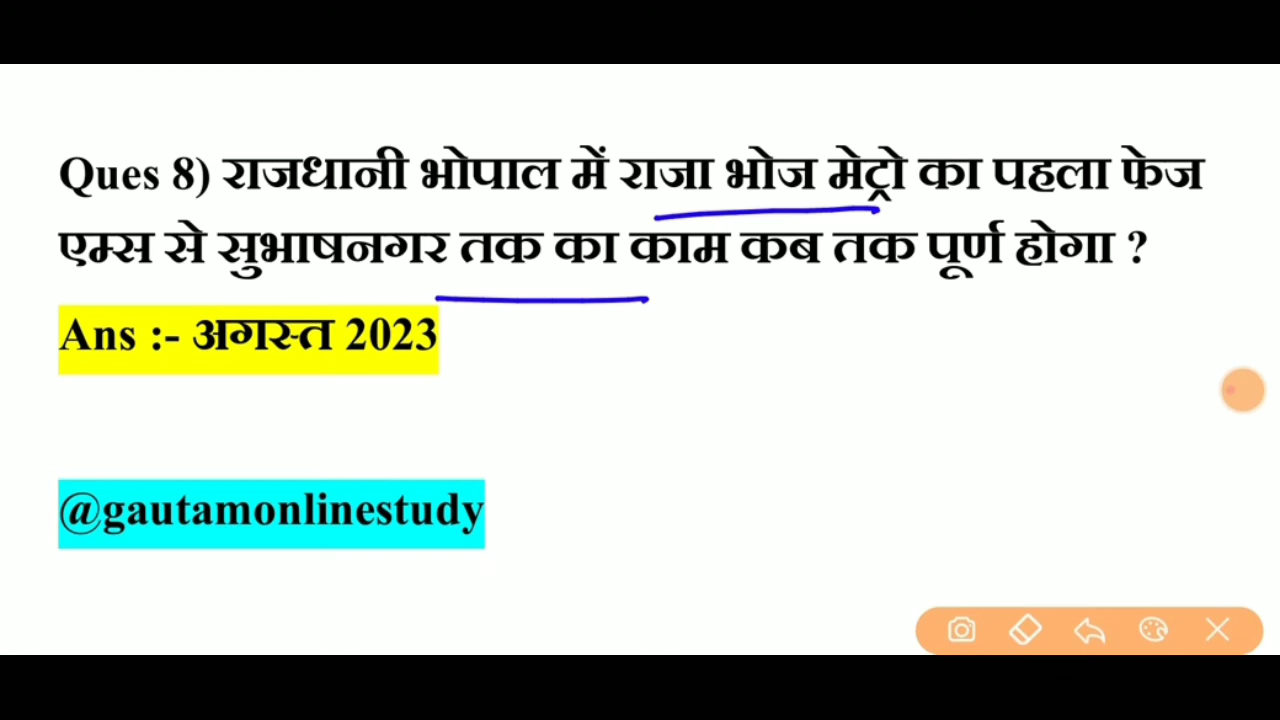 Ques 8) राजधानी भोपाल में राजा भोज मेट्रो का पहला फेज
एम्स से सुभाषनगर तक का काम कब तक पूर्ण होगा ?
Ans :- अगस्त 2023
@gautamonlinestudy